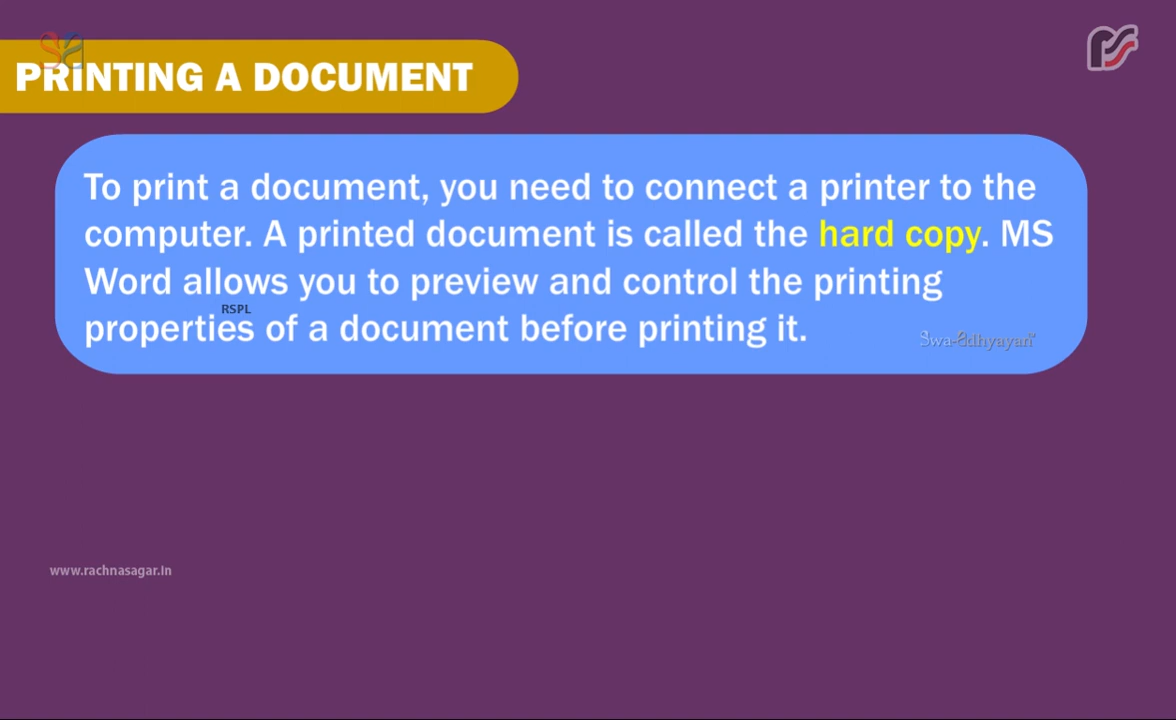 PRINTING A DOCUMENT
To print a document, you need to connect a printer to the
computer. A printed document is called the hard copy. MS
Word allows you to preview and control the printing
RSPL
properties of a document before printing it.
Swa-adhyayan
www.rachnasagar.in